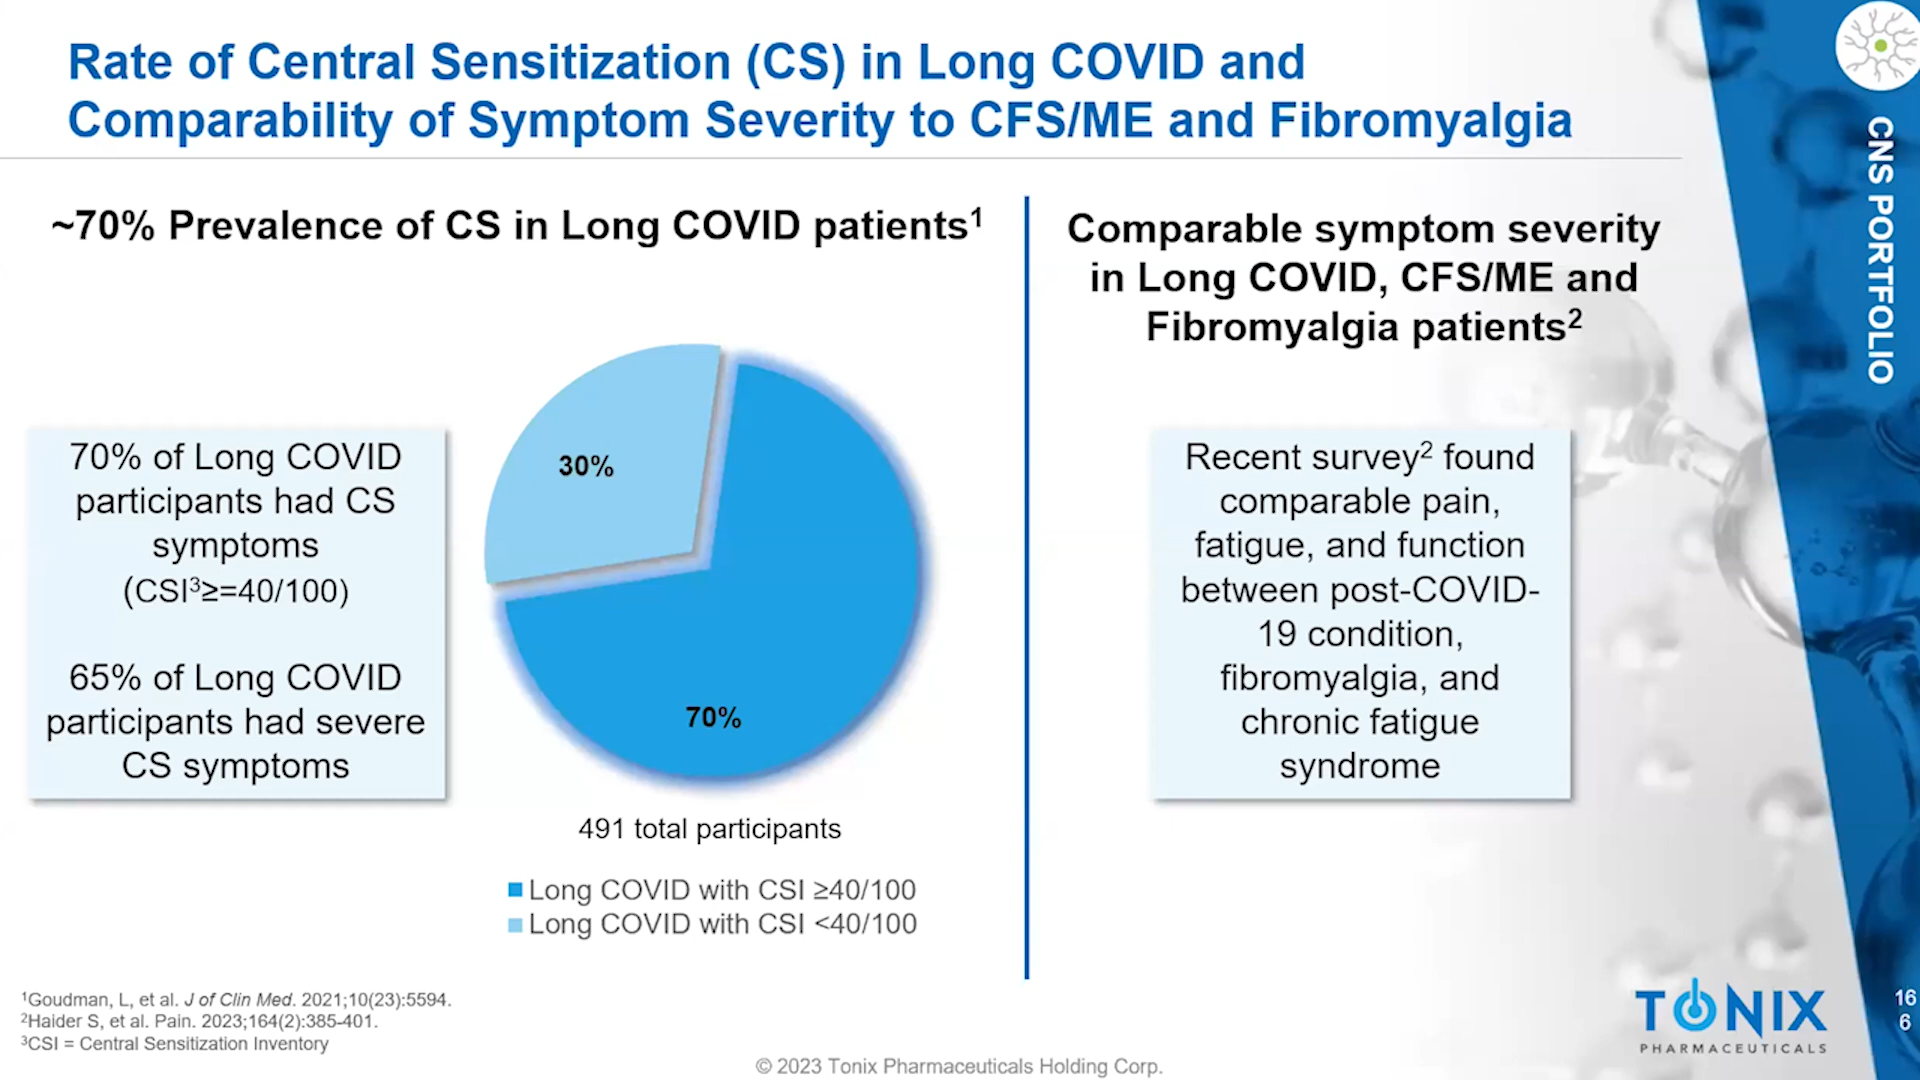 Rate of Central Sensitization (CS) in Long COVID and
Comparability of Symptom Severity to CFS/ME and Fibromyalgia
~70% Prevalence of CS in Long COVID patients¹
70% of Long COVID
participants had CS
symptoms
(CSI³≥=40/100)
65% of Long COVID
participants had severe
CS symptoms
30%
70%
491 total participants
Long COVID with CSI ≥40/100
Long COVID with CSI <40/100
Comparable symptom severity
in Long COVID, CFS/ME and
Fibromyalgia patients²
Recent survey² found
comparable pain,
fatigue, and function
between post-COVID-
19 condition,
fibromyalgia, and
chronic fatigue
syndrome
CNS PORTFOLIO
¹Goudman, L, et al. J of Clin Med. 2021;10(23):5594.
²Haider S, et al. Pain. 2023;164(2):385-401.
³CSI = Central Sensitization Inventory
© 2023 Tonix Pharmaceuticals Holding Corp.
TONIX
PHARMACEUTICALS
16
6